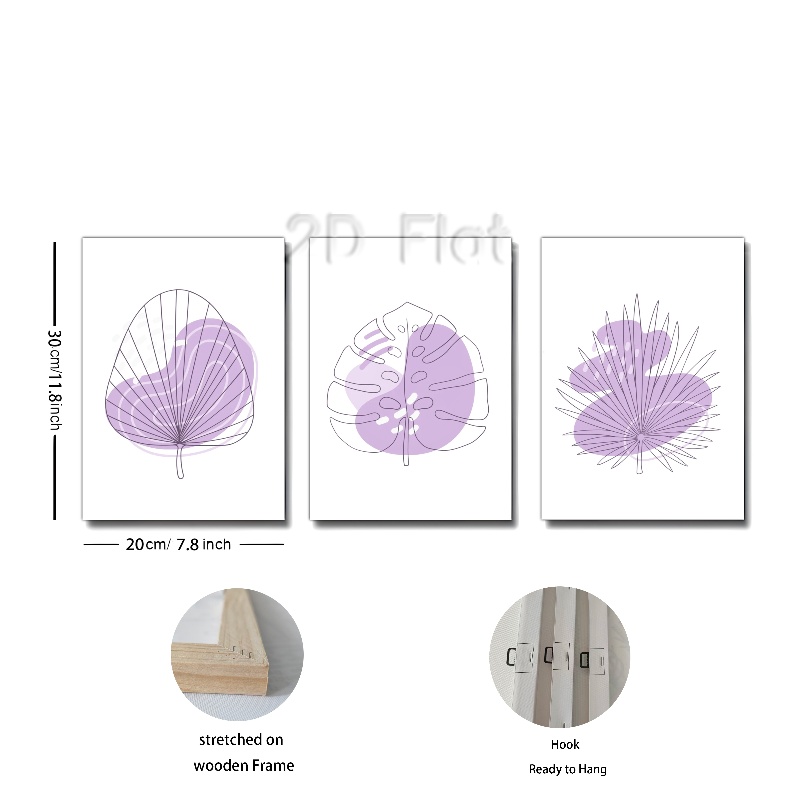 2D Flat
30cm/11.8inch
20cm/ 7.8 inch
stretched on
wooden Frame
Hook
Ready to Hang